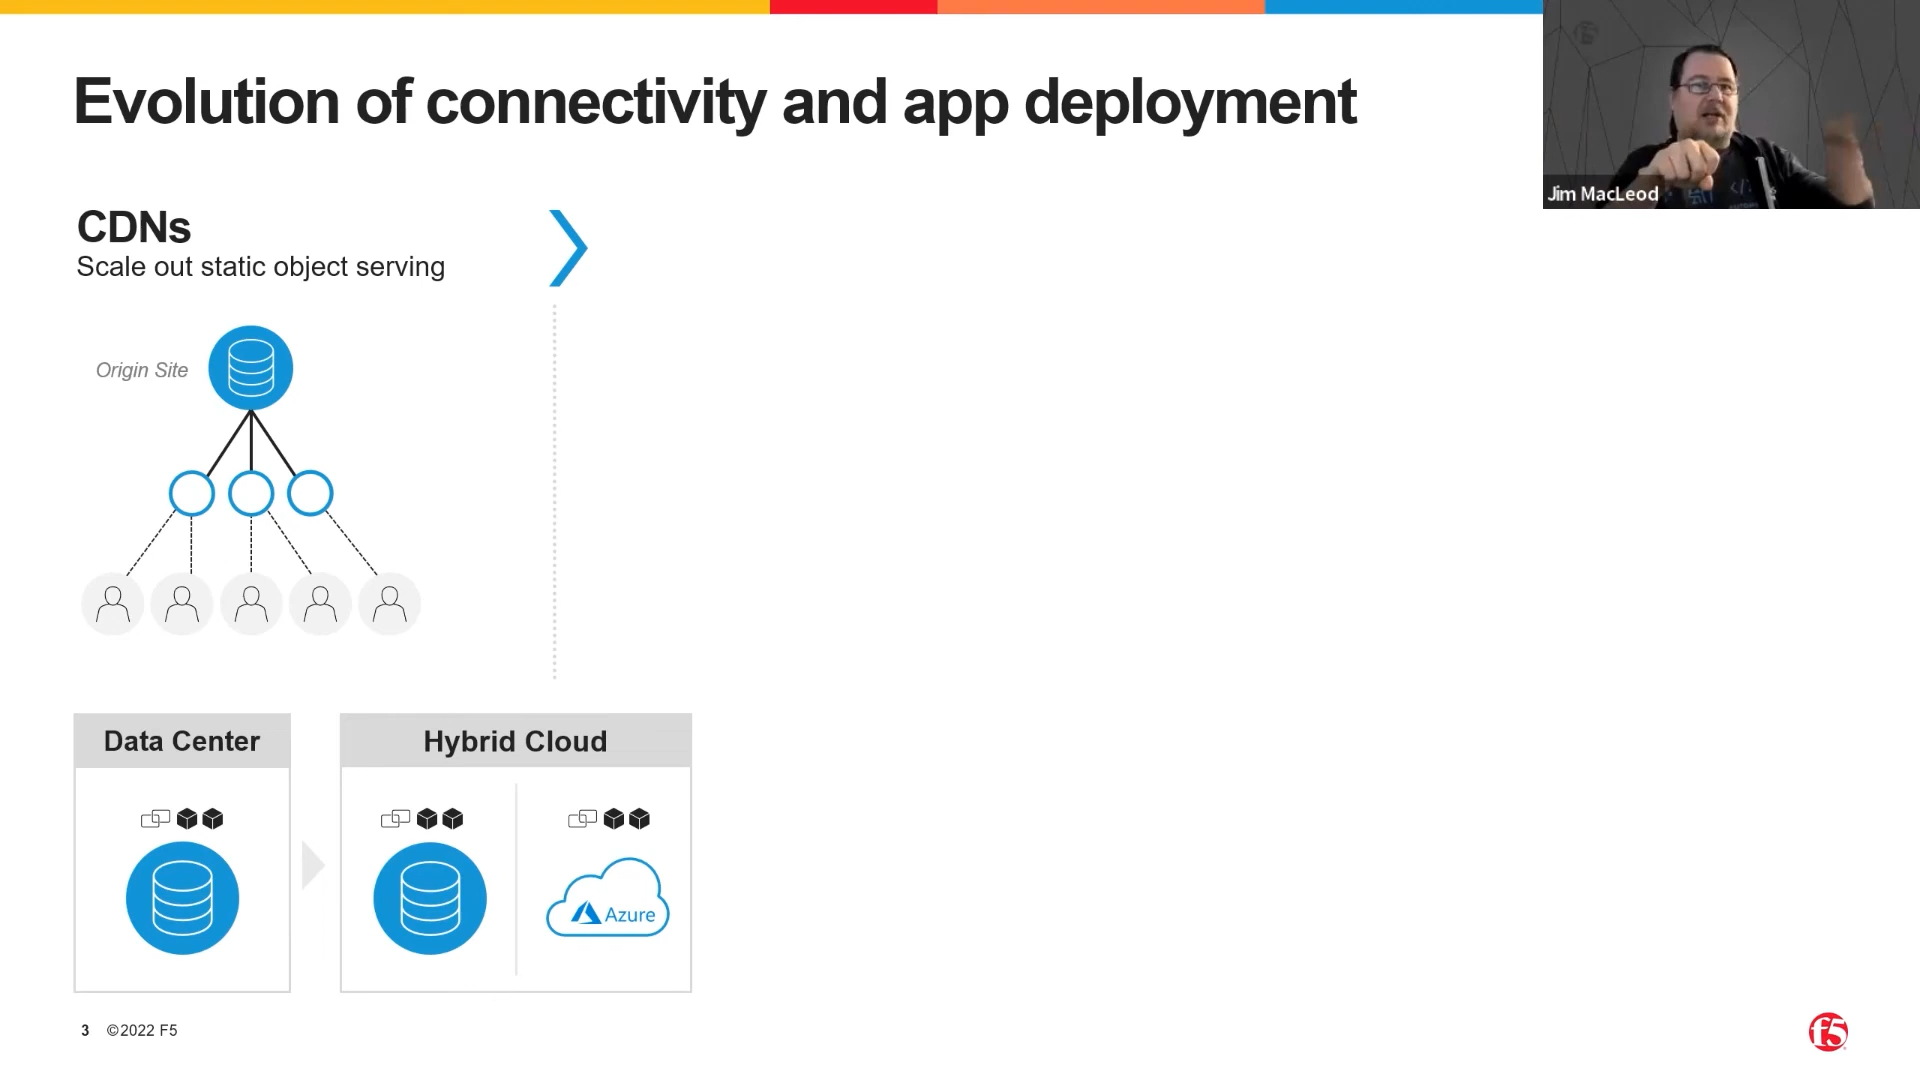 Evolution of connectivity and app deployment
Jim MacLeod
CDNs
Scale out static object serving
Origin Site
Data Center
Hybrid Cloud
Azure
3 ©2022 F5
f5